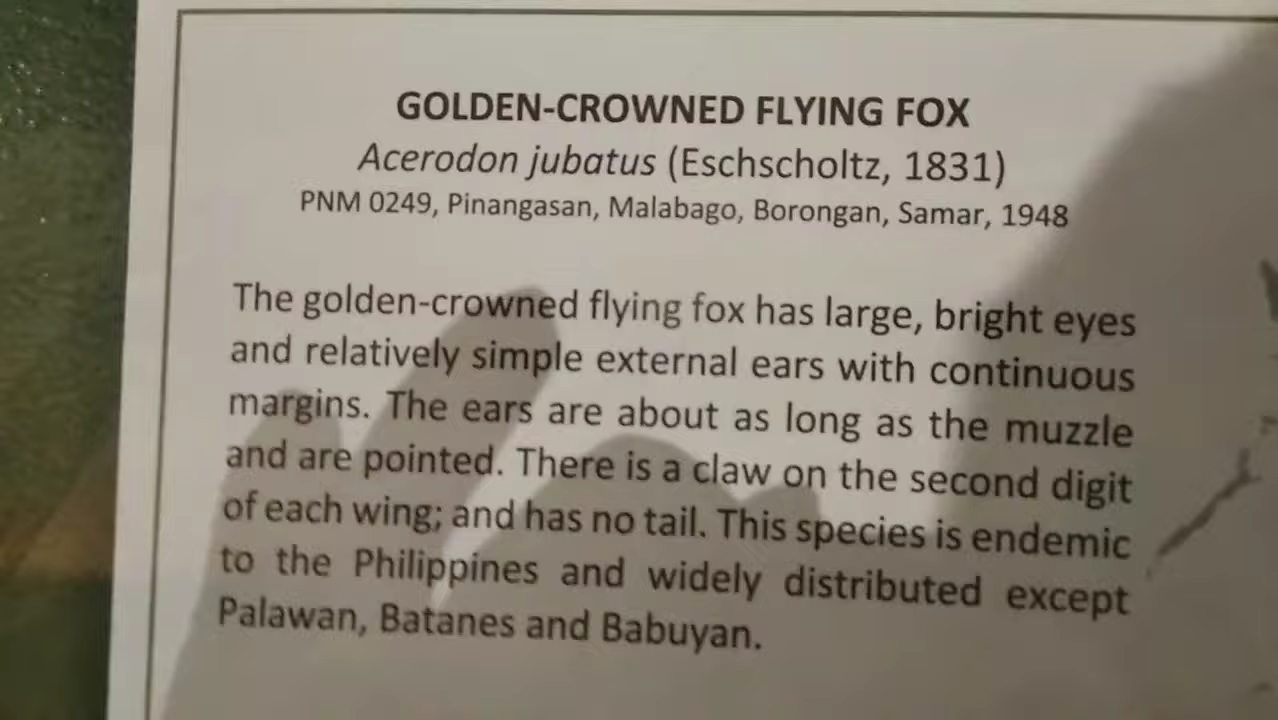 GOLDEN-CROWNED FLYING FOX
Acerodon jubatus (Eschscholtz, 1831)
PNM 0249, Pinangasan, Malabago, Borongan, Samar, 1948
The golden-crowned flying fox has large, bright eyes
and relatively simple external ears with continuous
margins. The ears are about as long as the muzzle
and are pointed. There is a claw on the second digit
of each wing; and has no tail. This species is endemic
to the Philippines and widely distributed except
Palawan, Batanes and Babuyan.